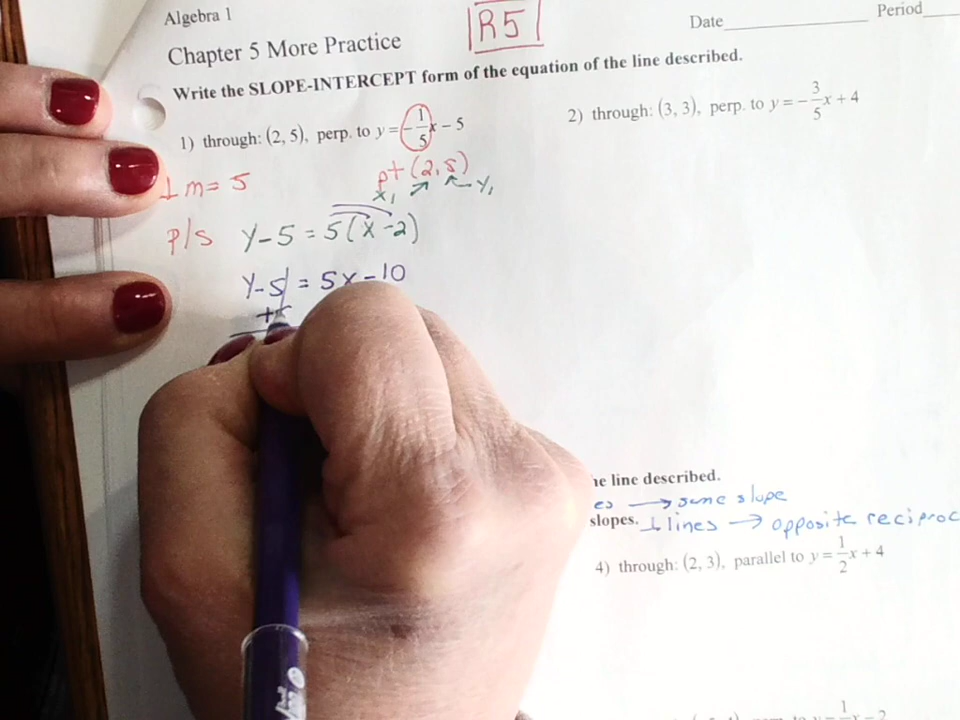 Algebra 1
R5
Date
Period
Chapter 5 More Practice
Write the SLOPE-INTERCEPT form of the equation of the line described.
1) through: (2, 5), perp. to y = -1/5x - 5
2) through: (3, 3), perp. to y = -3/5x + 4
⊥ m = 5
pt (2,5)
x₁ y₁
P/S y-5 = 5(x-2)
y-5 = 5x-10
+5
ne line described.
es → same slope
slopes. ⊥ lines → opposite reciproc
4) through: (2, 3), parallel to y = 1/2x + 4